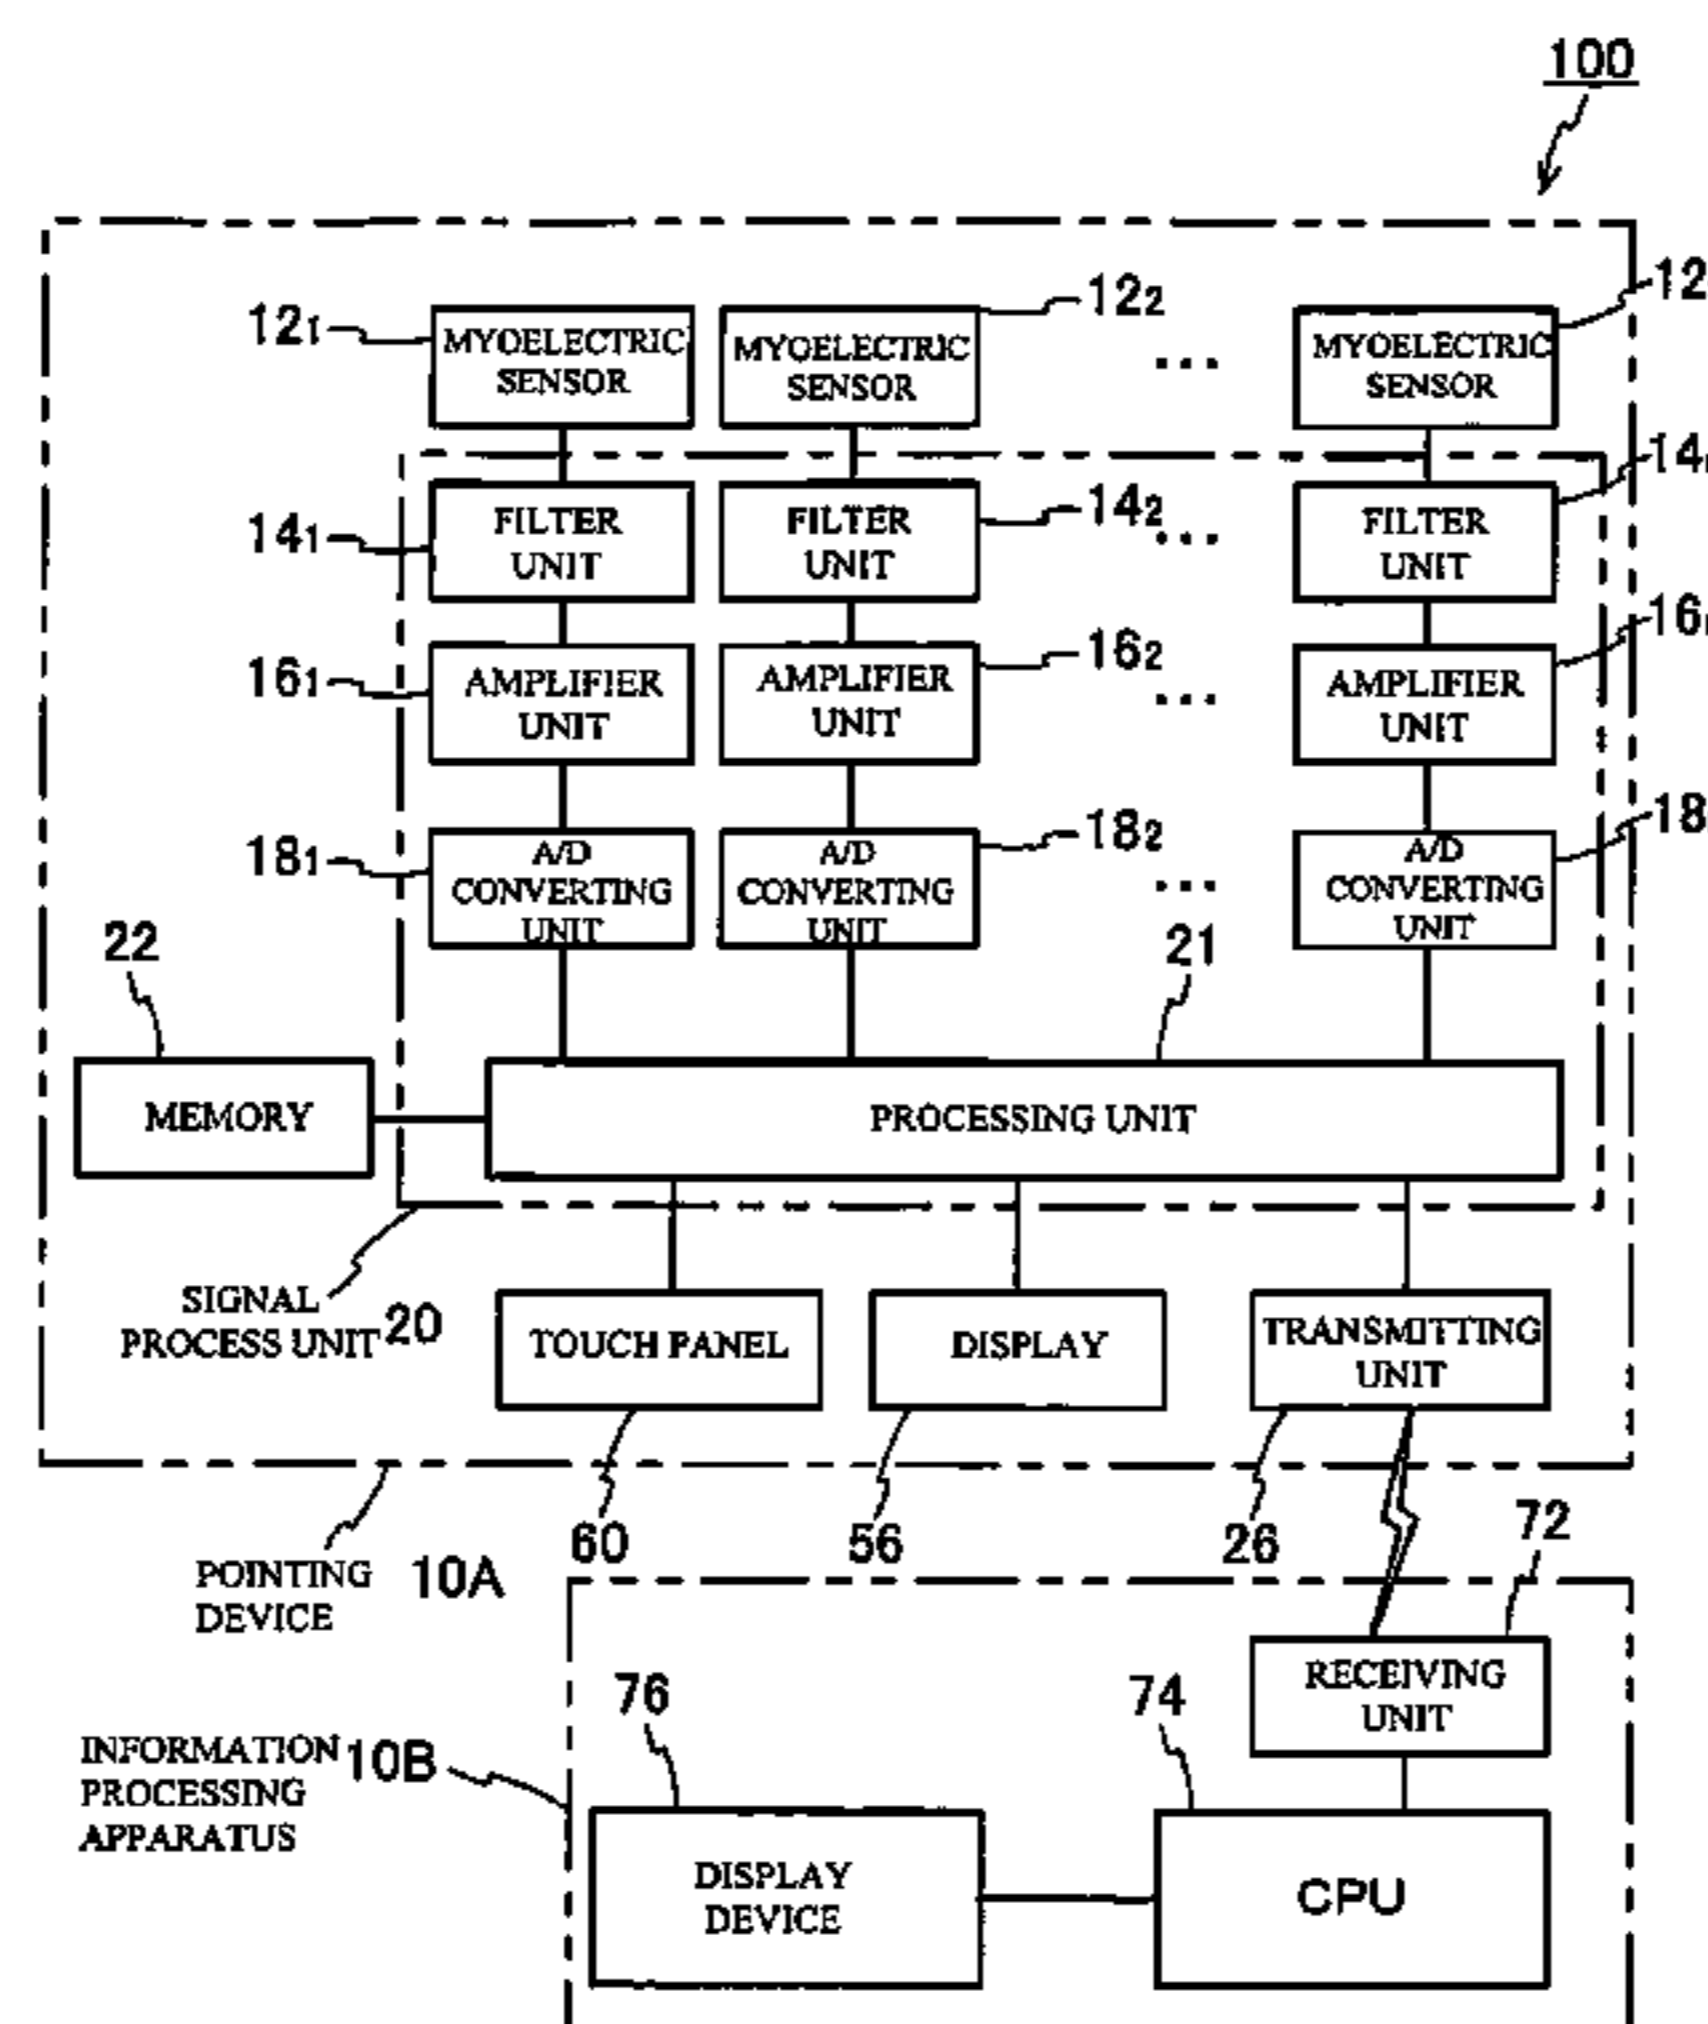 100
12₁
MYOELECTRIC
SENSOR
12₂
MYOELECTRIC
SENSOR
...
MYOELECTRIC
SENSOR
12
14₁
FILTER
UNIT
14₂
FILTER
UNIT
...
FILTER
UNIT
14
16₁
AMPLIFIER
UNIT
16₂
AMPLIFIER
UNIT
...
AMPLIFIER
UNIT
16
18₁
A/D
CONVERTING
UNIT
18₂
A/D
CONVERTING
UNIT
...
A/D
CONVERTING
UNIT
18
22
21
MEMORY
PROCESSING UNIT
SIGNAL
PROCESS UNIT 20
TOUCH PANEL
DISPLAY
TRANSMITTING
UNIT
60
56
26
72
POINTING
DEVICE
10A
RECEIVING
UNIT
76
74
INFORMATION
PROCESSING
APPARATUS
10B
DISPLAY
DEVICE
CPU